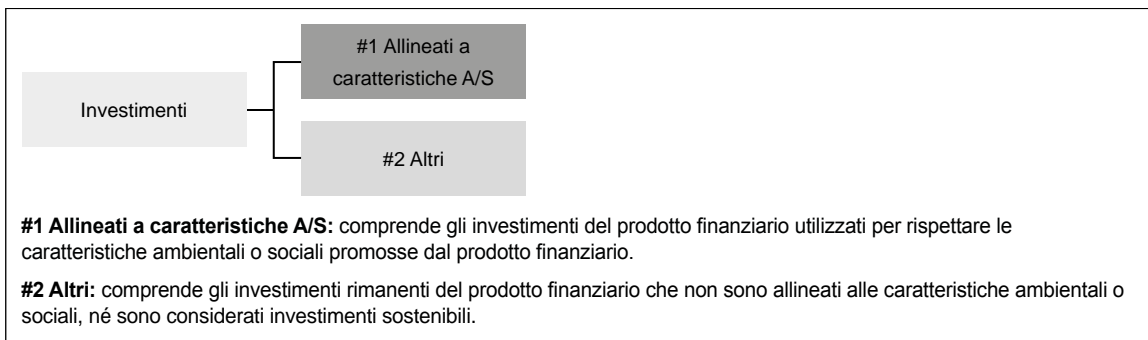 #1 Allineati a
caratteristiche A/S
Investimenti
#2 Altri
#1 Allineati a caratteristiche A/S: comprende gli investimenti del prodotto finanziario utilizzati per rispettare le
caratteristiche ambientali o sociali promosse dal prodotto finanziario.
#2 Altri: comprende gli investimenti rimanenti del prodotto finanziario che non sono allineati alle caratteristiche ambientali o
sociali, né sono considerati investimenti sostenibili.